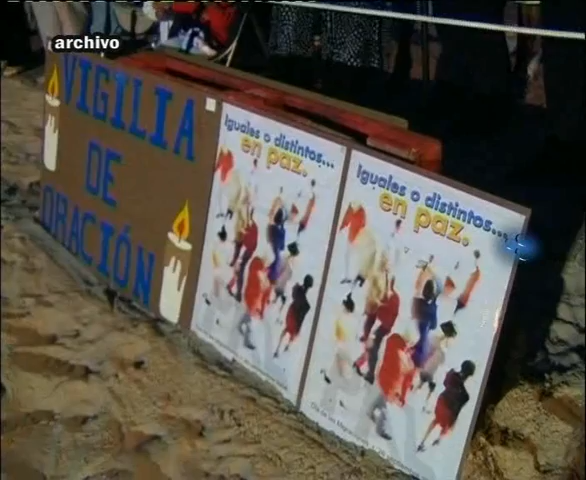 archivo
VIGILIA
DE
ORACIÓN
Iguales o distintos...
en paz.
Iguales o distintos...
en paz.